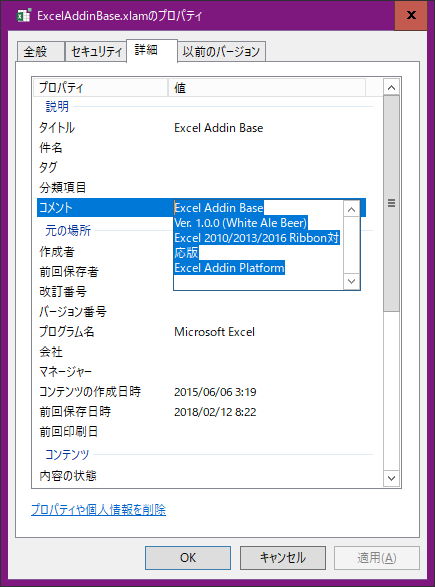 ExcelAddinBase.xlamのプロパティ
全般 セキュリティ 詳細 以前のバージョン
プロパティ 値
説明
タイトル Excel Addin Base
件名
タグ
分類項目
コメント Excel Addin Base
Ver. 1.0.0 (White Ale Beer)
Excel 2010/2013/2016 Ribbon対
応版
Excel Addin Platform
元の場所
作成者
前回保存者
改訂番号
バージョン番号
プログラム名 Microsoft Excel
会社
マネージャー
コンテンツの作成日時 2015/06/06 3:19
前回保存日時 2018/02/12 8:22
前回印刷日
コンテンツ
内容の状態
プロパティや個人情報を削除
OK キャンセル 適用(A)